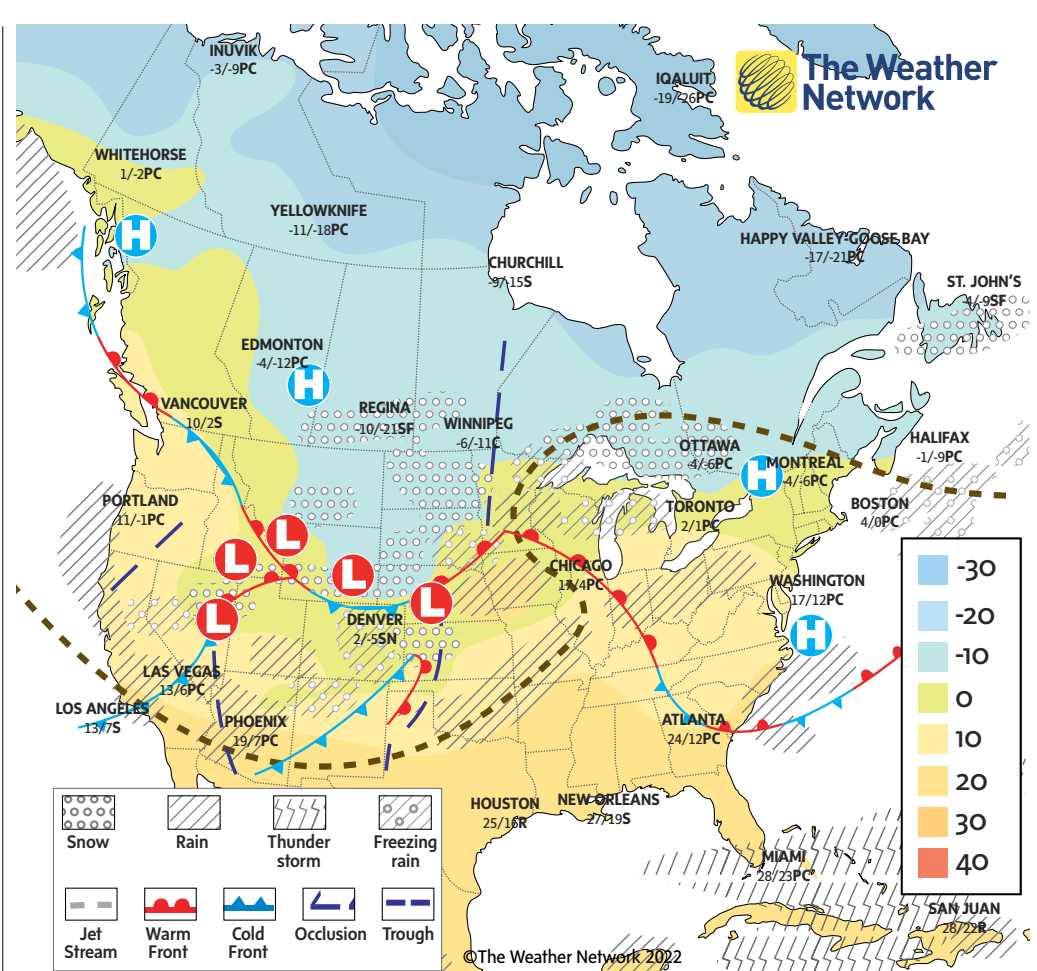 INUVIK
-3/-9PC
IQALUIT
-19/-26PC
The Weather
Network
WHITEHORSE
1/-2PC
YELLOWKNIFE
-11/-18PC
HAPPY VALLEY-GOOSE BAY
-17/-21PC
CHURCHILL
-9/-15S
ST. JOHN'S
-4/-9SF
H
EDMONTON
-4/-12PC
H
VANCOUVER
10/2S
REGINA
-10/-21SF
WINNIPEG
-6/-11C
OTTAWA
-4/-6PC
H
MONTREAL
-4/-6PC
HALIFAX
-1/-9PC
PORTLAND
11/-1PC
TORONTO
2/1PC
BOSTON
4/0PC
L
L
L
L
L
CHICAGO
17/4PC
WASHINGTON
17/12PC
H
DENVER
2/-5SN
LAS VEGAS
13/6PC
LOS ANGELES
13/7S
PHOENIX
19/7PC
ATLANTA
24/12PC
HOUSTON
25/16R
NEW ORLEANS
27/19S
MIAMI
28/23PC
SAN JUAN
28/22R
-30
-20
-10
0
10
20
30
40
Snow
Rain
Thunder
storm
Freezing
rain
Jet
Stream
Warm
Front
Cold
Front
Occlusion
Trough
©The Weather Network 2022